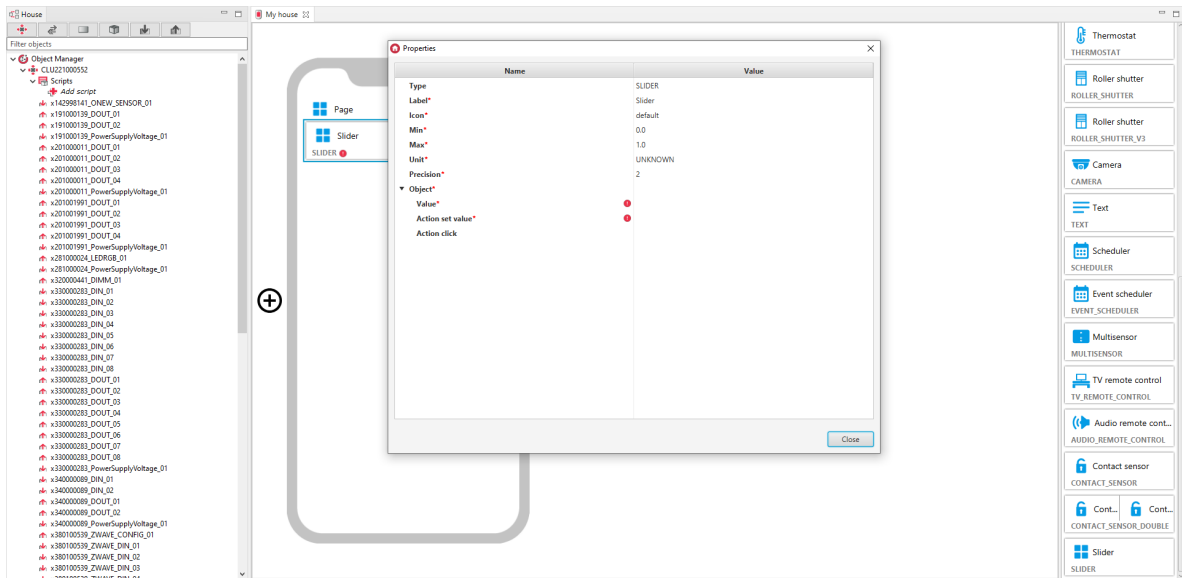 House
Filter objects
Object Manager
CLU221000552
Scripts
Add script
x142998141_ONEW_SENSOR_01
x191000139_DOUT_01
x191000139_DOUT_02
x191000139_PowerSupplyVoltage_01
x201000011_DOUT_01
x201000011_DOUT_02
x201000011_DOUT_03
x201000011_DOUT_04
x201000011_PowerSupplyVoltage_01
x201001991_DOUT_01
x201001991_DOUT_02
x201001991_DOUT_03
x201001991_DOUT_04
x201001991_PowerSupplyVoltage_01
x281000024_LEDRGB_01
x281000024_PowerSupplyVoltage_01
x320000441_DIMM_01
x330000283_DIN_01
x330000283_DIN_02
x330000283_DIN_03
x330000283_DIN_04
x330000283_DIN_05
x330000283_DIN_06
x330000283_DIN_07
x330000283_DIN_08
x330000283_DOUT_01
x330000283_DOUT_02
x330000283_DOUT_03
x330000283_DOUT_04
x330000283_DOUT_05
x330000283_DOUT_06
x330000283_DOUT_07
x330000283_DOUT_08
x330000283_PowerSupplyVoltage_01
x340000089_DIN_01
x340000089_DIN_02
x340000089_DOUT_01
x340000089_DOUT_02
x340000089_PowerSupplyVoltage_01
x380100539_ZWAVE_CONFIG_01
x380100539_ZWAVE_DIN_01
x380100539_ZWAVE_DIN_02
x380100539_ZWAVE_DIN_03
My house
Page
Slider
SLIDER
Properties
Name Value
Type SLIDER
Label* Slider
Icon* default
Min* 0.0
Max* 1.0
Unit* UNKNOWN
Precision* 2
Object*
Value*
Action set value*
Action click
Close
Thermostat
THERMOSTAT
Roller shutter
ROLLER_SHUTTER
Roller shutter
ROLLER_SHUTTER_V3
Camera
CAMERA
Text
TEXT
Scheduler
SCHEDULER
Event scheduler
EVENT_SCHEDULER
Multisensor
MULTISENSOR
TV remote control
TV_REMOTE_CONTROL
Audio remote cont...
AUDIO_REMOTE_CONTROL
Contact sensor
CONTACT_SENSOR
Cont... Cont...
CONTACT_SENSOR_DOUBLE
Slider
SLIDER